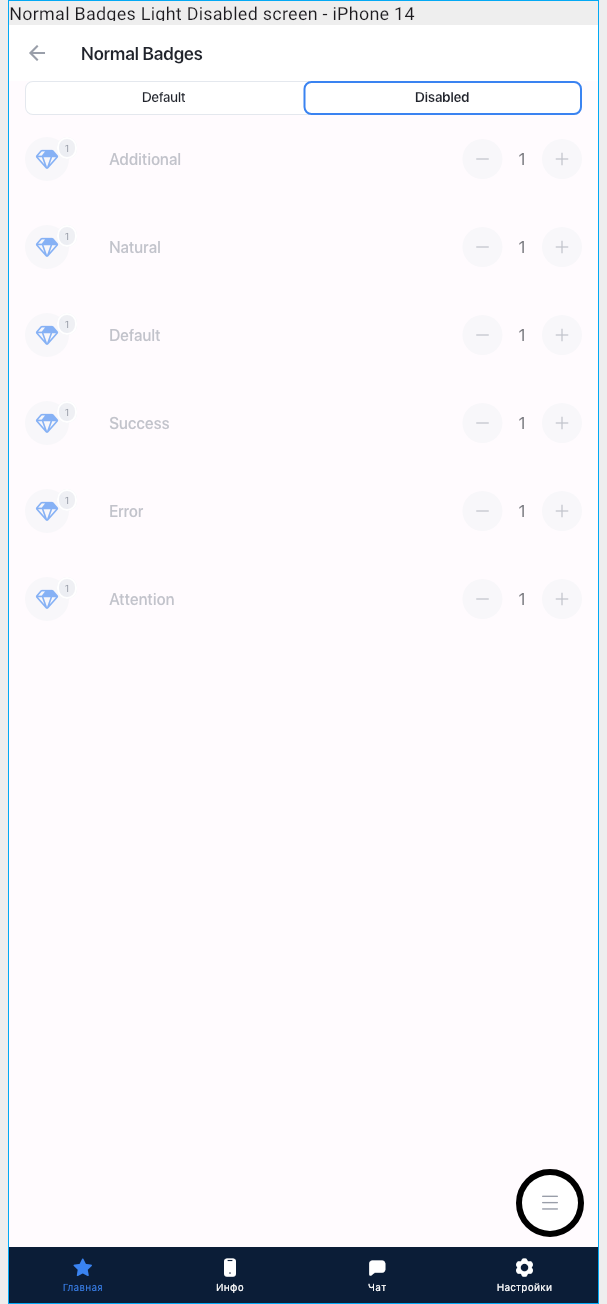 Normal Badges Light Disabled screen - iPhone 14
Normal Badges
Default Disabled
1 Additional 1
1 Natural 1
1 Default 1
1 Success 1
1 Error 1
1 Attention 1
Главная Инфо Чат Настройки